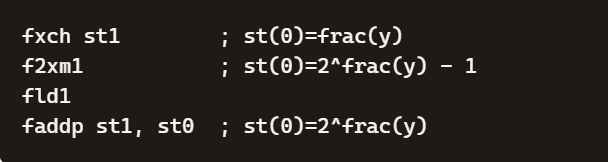 fxch st1        ; st(0)=frac(y)
f2xm1           ; st(0)=2^frac(y) - 1
fld1
faddp st1, st0  ; st(0)=2^frac(y)